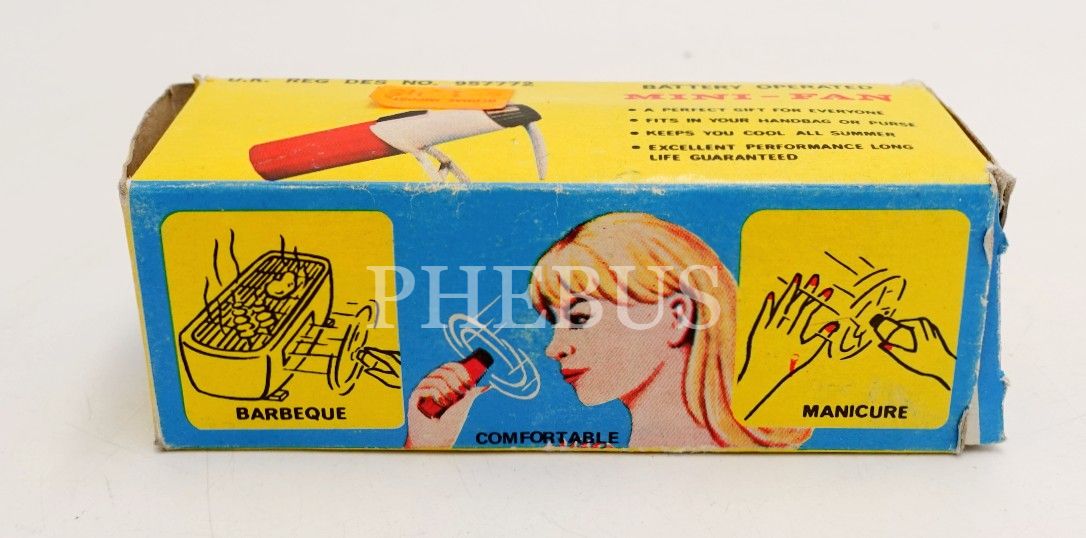 U.K. REG DES NO. 957772
BATTERY OPERATED
MINI-FAN
• A PERFECT GIFT FOR EVERYONE
• FITS IN YOUR HANDBAG OR PURSE
• KEEPS YOU COOL ALL SUMMER
• EXCELLENT PERFORMANCE LONG
LIFE GUARANTEED
PHEBUS
BARBEQUE
COMFORTABLE
MANICURE